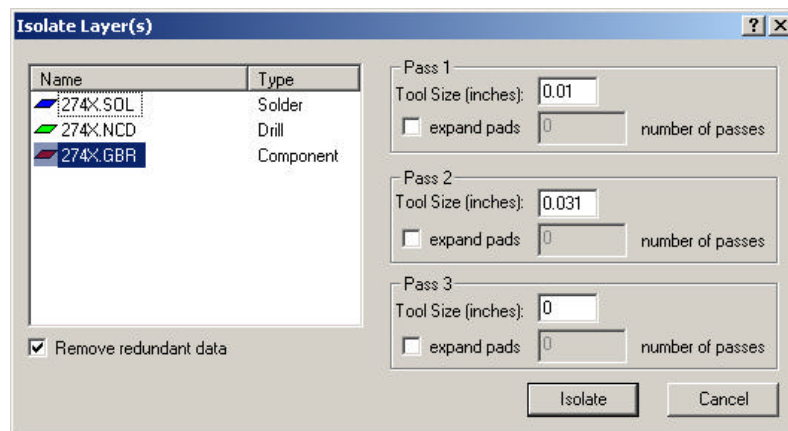 Isolate Layer(s)
Name Type
274X.SOL Solder
274X.NCD Drill
274X.GBR Component
Remove redundant data
Pass 1
Tool Size (inches): 0.01
expand pads 0 number of passes
Pass 2
Tool Size (inches): 0.031
expand pads 0 number of passes
Pass 3
Tool Size (inches): 0
expand pads 0 number of passes
Isolate Cancel